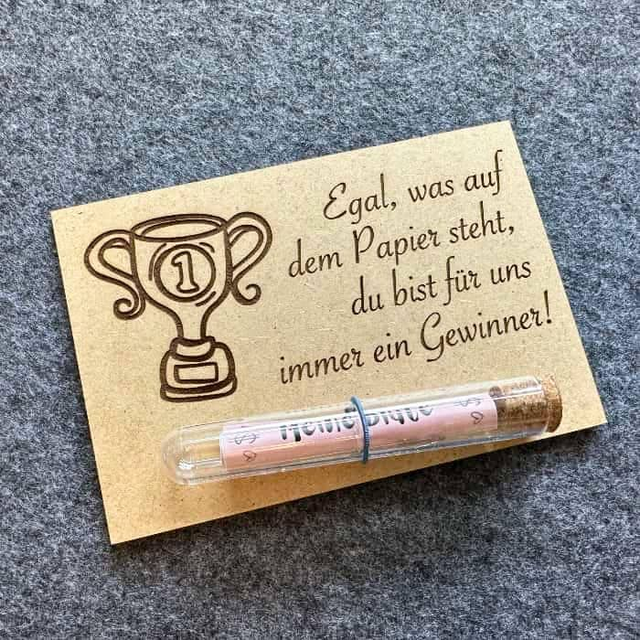 1
Egal, was auf
dem Papier steht,
du bist für uns
immer ein Gewinner!